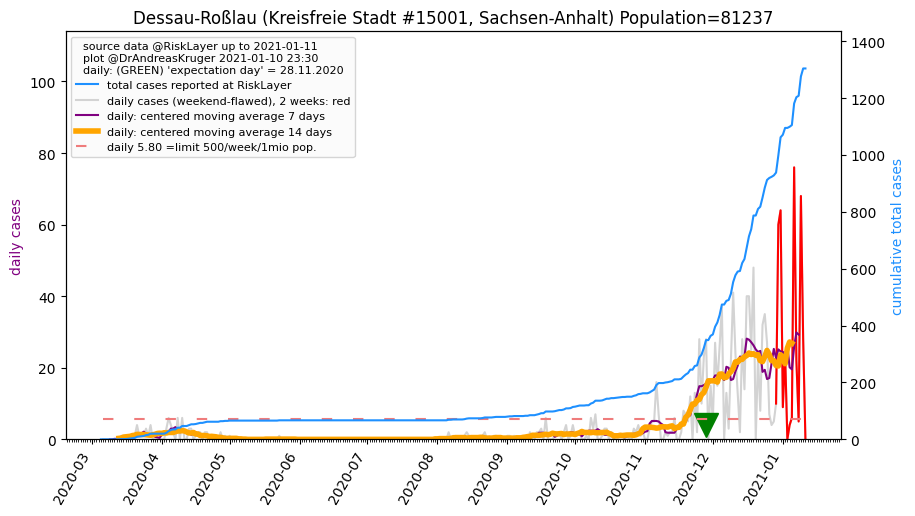 Dessau-Roßlau (Kreisfreie Stadt #15001, Sachsen-Anhalt) Population=81237
source data @RiskLayer up to 2021-01-11
plot @DrAndreasKruger 2021-01-10 23:30
daily: (GREEN) 'expectation day' = 28.11.2020
total cases reported at RiskLayer
daily cases (weekend-flawed), 2 weeks: red
daily: centered moving average 7 days
daily: centered moving average 14 days
daily 5.80 =limit 500/week/1mio pop.
daily cases
100
80
60
40
20
0
1400
1200
1000
800
600
400
200
0
cumulative total cases
2020-03
2020-04
2020-05
2020-06
2020-07
2020-08
2020-09
2020-10
2020-11
2020-12
2021-01